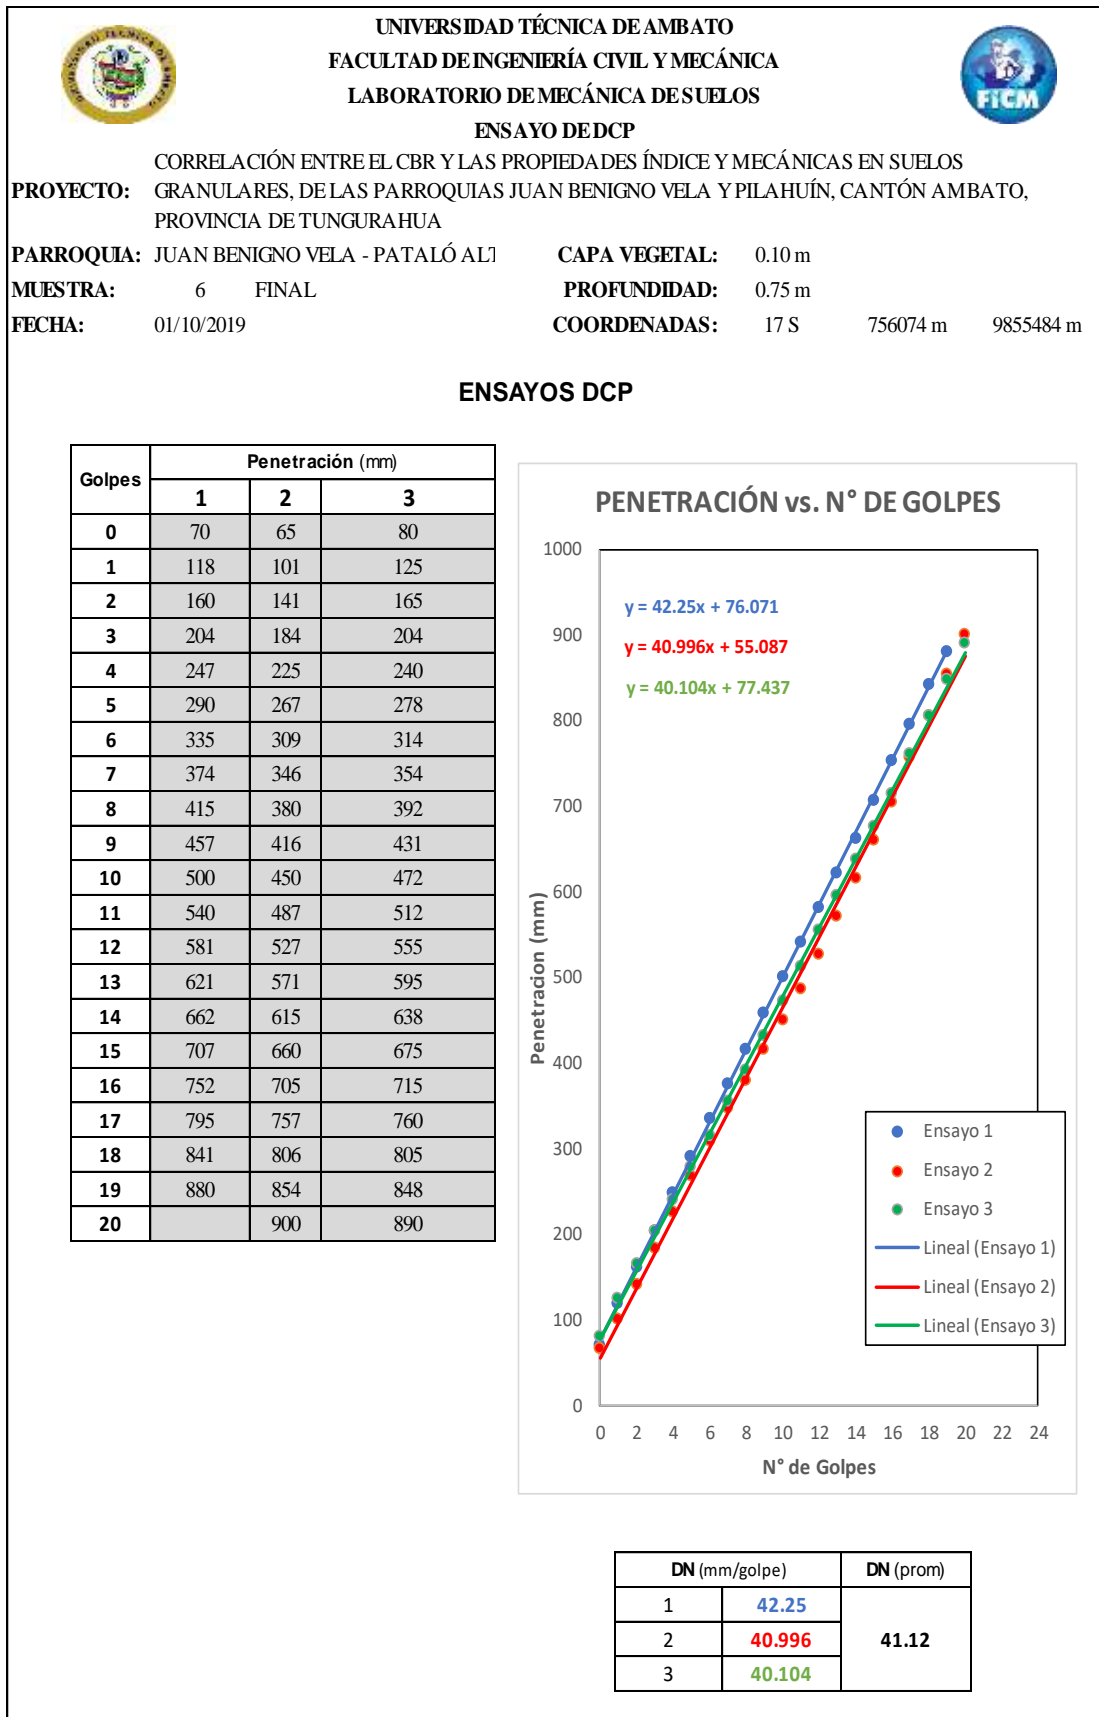 UNIVERSIDAD TÉCNICA DE AMBATO
FACULTAD DE INGENIERÍA CIVIL Y MECÁNICA
LABORATORIO DE MECÁNICA DE SUELOS
ENSAYO DE DCP
FICM
PROYECTO: CORRELACIÓN ENTRE EL CBR Y LAS PROPIEDADES ÍNDICE Y MECÁNICAS EN SUELOS
GRANULARES, DE LAS PARROQUIAS JUAN BENIGNO VELA Y PILAHUÍN, CANTÓN AMBATO,
PROVINCIA DE TUNGURAHUA
PARROQUIA: JUAN BENIGNO VELA - PATALÓ ALT CAPA VEGETAL: 0.10 m
MUESTRA: 6 FINAL PROFUNDIDAD: 0.75 m
FECHA: 01/10/2019 COORDENADAS: 17 S 756074 m 9855484 m
ENSAYOS DCP
Golpes Penetración (mm)
1 2 3
0 70 65 80
1 118 101 125
2 160 141 165
3 204 184 204
4 247 225 240
5 290 267 278
6 335 309 314
7 374 346 354
8 415 380 392
9 457 416 431
10 500 450 472
11 540 487 512
12 581 527 555
13 621 571 595
14 662 615 638
15 707 660 675
16 752 705 715
17 795 757 760
18 841 806 805
19 880 854 848
20 900 890
PENETRACIÓN vs. N° DE GOLPES
y = 42.25x + 76.071
y = 40.996x + 55.087
y = 40.104x + 77.437
Penetracion (mm)
1000
900
800
700
600
500
400
300
200
100
0
0 2 4 6 8 10 12 14 16 18 20 22 24
N° de Golpes
Ensayo 1
Ensayo 2
Ensayo 3
Lineal (Ensayo 1)
Lineal (Ensayo 2)
Lineal (Ensayo 3)
DN (mm/golpe) DN (prom)
1 42.25
2 40.996 41.12
3 40.104